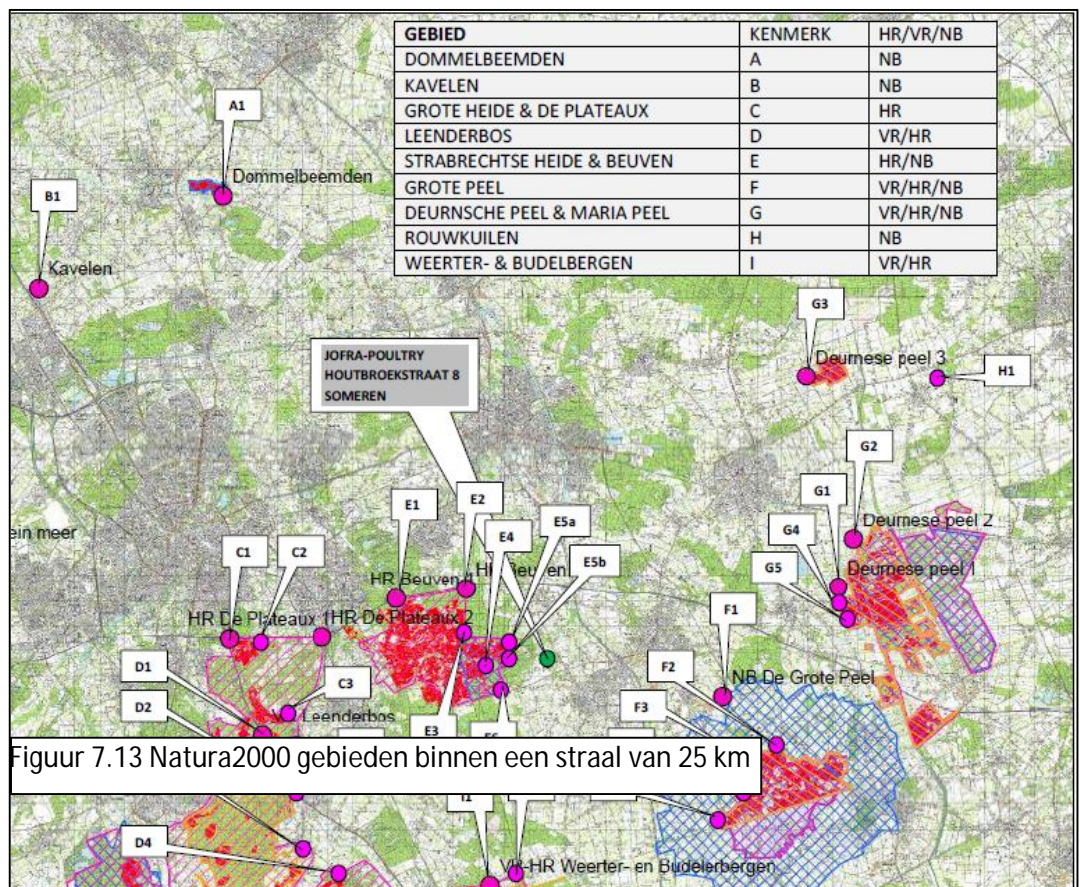 GEBIED KENMERK HR/VR/NB
DOMMELBEEMDEN A NB
KAVELEN B NB
GROTE HEIDE & DE PLATEAUX C HR
LEENDERBOS D VR/HR
STRABRECHTSE HEIDE & BEUVEN E HR/NB
GROTE PEEL F VR/HR/NB
DEURNSCHE PEEL & MARIA PEEL G VR/HR/NB
ROUWKUILEN H NB
WEERTER- & BUDELBERGEN I VR/HR
A1
Dommelbeemden
B1
Kavelen
G3
Deurnese peel 3
H1
JOFRA-POULTRY
HOUTBROEKSTRAAT 8
SOMEREN
G2
G1
E1
E2
E5a
Deurnese peel 2
ein meer
E4
G4
C1
C2
E5b
G5
HR Beuven
Deurnese peel 1
F1
HR De Plateaux 1
HR De Plateaux 2
D1
F2
NB De Grote Peel
C3
D2
F3
Leenderbos
E3
Figuur 7.13 Natura2000 gebieden binnen een straal van 25 km
I1
D4
VR-HR Weerter- en Budelerbergen